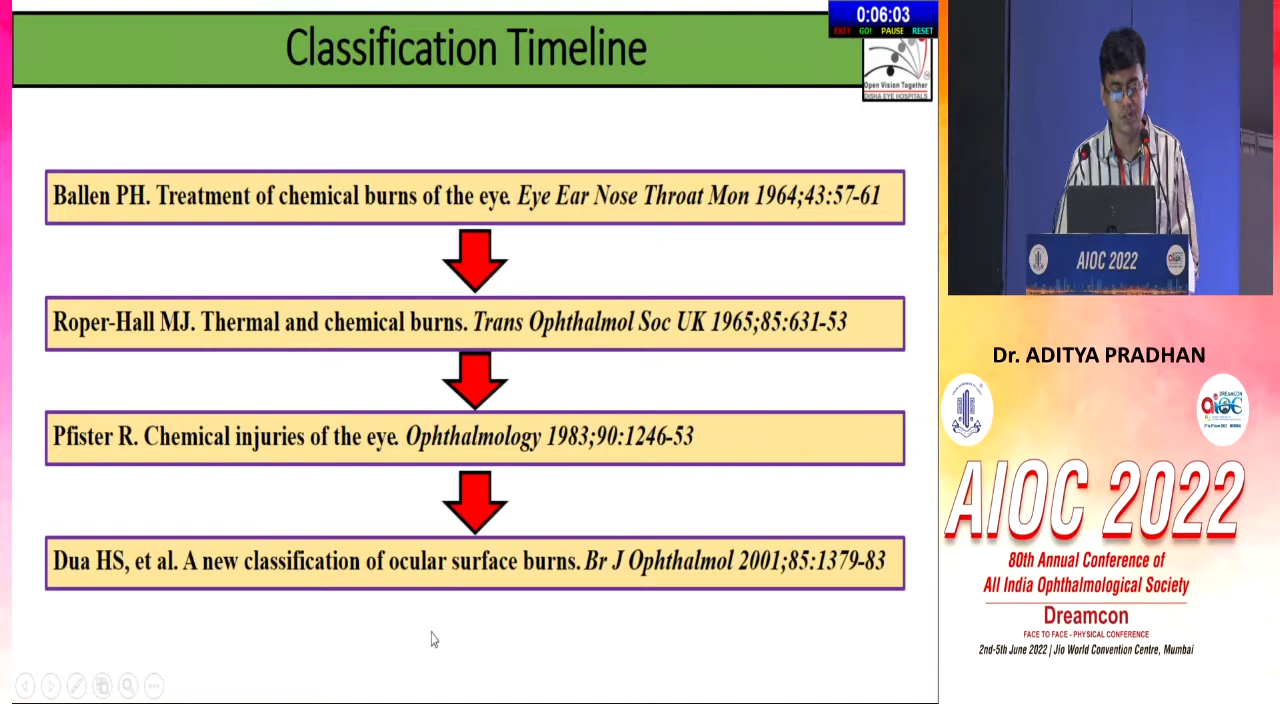 Classification Timeline
0:06:03
EXIT GO! PAUSE RESET
Open Vision Together
DISHA EYE HOSPITALS
Ballen PH. Treatment of chemical burns of the eye. Eye Ear Nose Throat Mon 1964;43:57-61
Roper-Hall MJ. Thermal and chemical burns. Trans Ophthalmol Soc UK 1965;85:631-53
Pfister R. Chemical injuries of the eye. Ophthalmology 1983;90:1246-53
Dua HS, et al. A new classification of ocular surface burns. Br J Ophthalmol 2001;85:1379-83
AIOC 2022
Dr. ADITYA PRADHAN
DREAMCON
aiOC
AIOC 2022
80th Annual Conference of
All India Ophthalmological Society
Dreamcon
FACE TO FACE - PHYSICAL CONFERENCE
2nd-5th June 2022 | Jio World Convention Centre, Mumbai